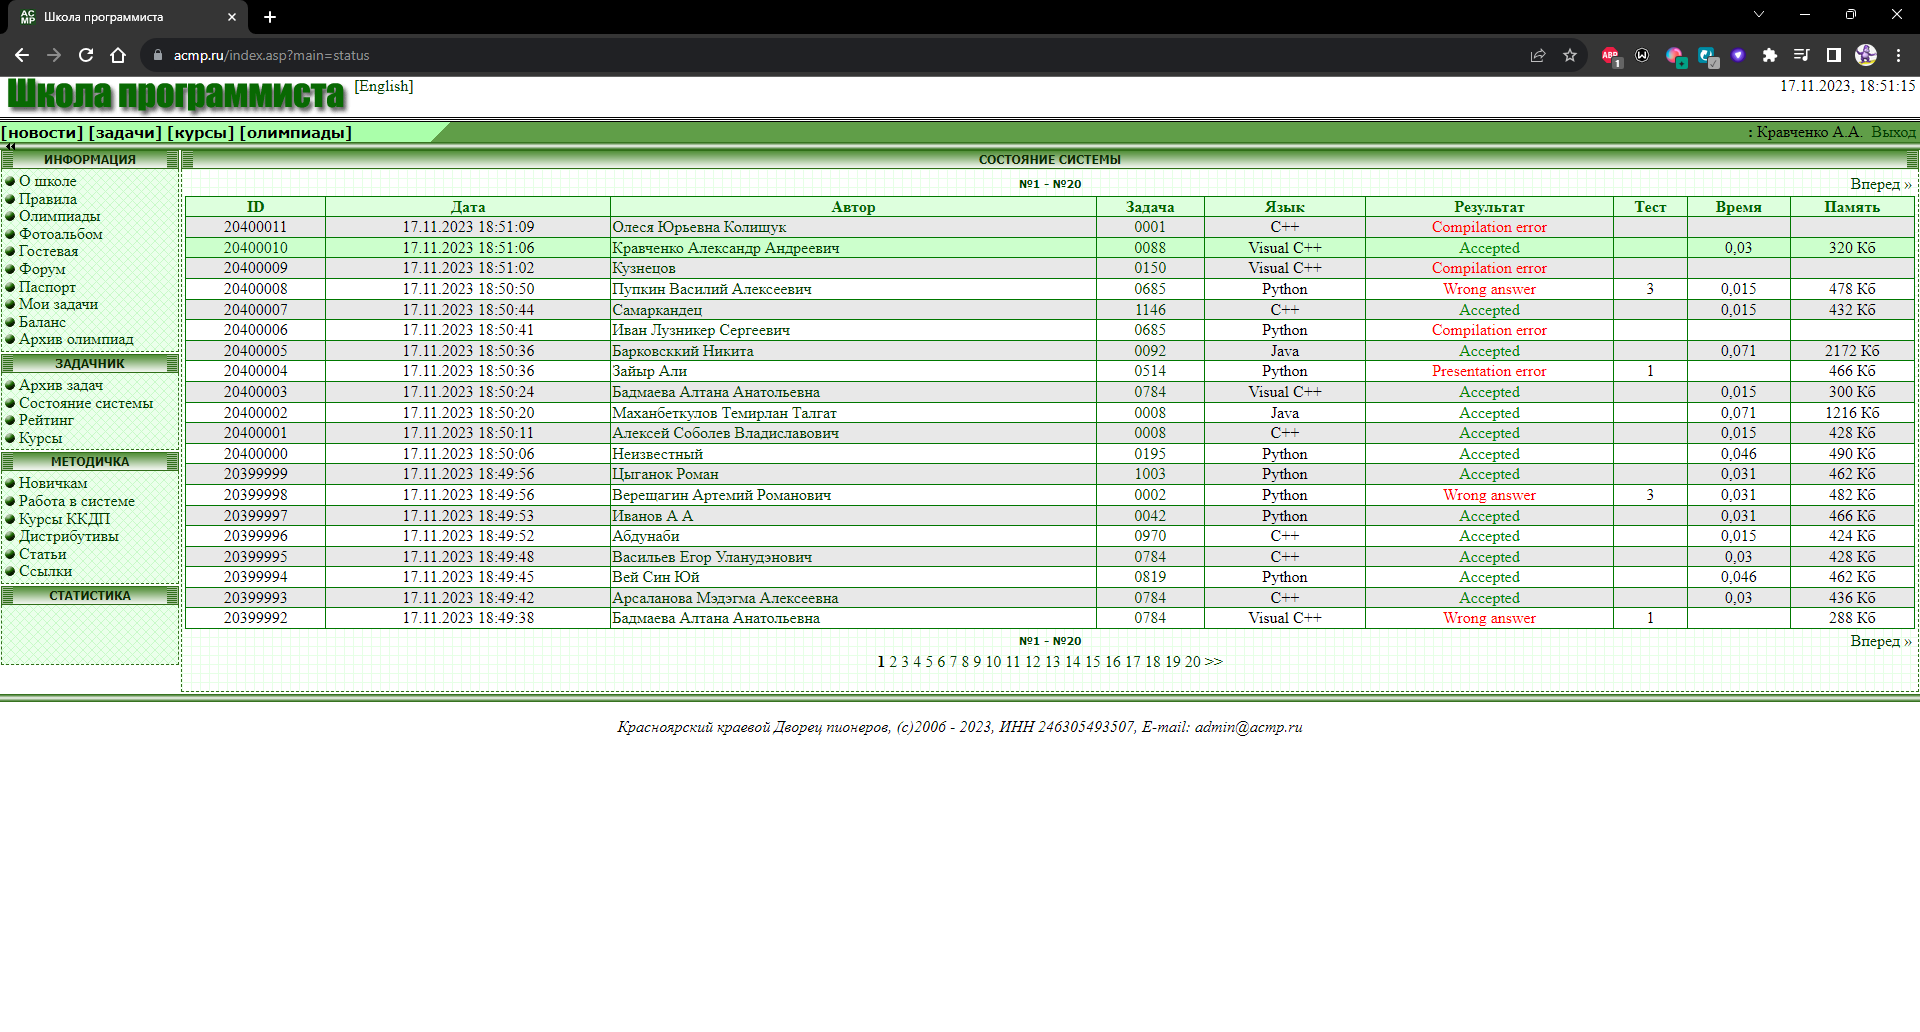 Школа программиста
acmp.ru/index.asp?main=status
Школа программиста [English] 17.11.2023, 18:51:15
[новости] [задачи] [курсы] [олимпиады] : Кравченко А.А. Выход
ИНФОРМАЦИЯ
О школе
Правила
Олимпиады
Фотоальбом
Гостевая
Форум
Паспорт
Мои задачи
Баланс
Архив олимпиад
ЗАДАЧНИК
Архив задач
Состояние системы
Рейтинг
Курсы
МЕТОДИЧКА
Новичкам
Работа в системе
Курсы ККДП
Дистрибутивы
Статьи
Ссылки
СТАТИСТИКА
СОСТОЯНИЕ СИСТЕМЫ
№1 - №20 Вперед »
ID Дата Автор Задача Язык Результат Тест Время Память
20400011 17.11.2023 18:51:09 Олеся Юрьевна Колищук 0001 C++ Compilation error
20400010 17.11.2023 18:51:06 Кравченко Александр Андреевич 0088 Visual C++ Accepted 0,03 320 Кб
20400009 17.11.2023 18:51:02 Кузнецов 0150 Visual C++ Compilation error
20400008 17.11.2023 18:50:50 Пупкин Василий Алексеевич 0685 Python Wrong answer 3 0,015 478 Кб
20400007 17.11.2023 18:50:44 Самаркандец 1146 C++ Accepted 0,015 432 Кб
20400006 17.11.2023 18:50:41 Иван Лузникер Сергеевич 0685 Python Compilation error
20400005 17.11.2023 18:50:36 Барковсккий Никита 0092 Java Accepted 0,071 2172 Кб
20400004 17.11.2023 18:50:36 Зайыр Али 0514 Python Presentation error 1 466 Кб
20400003 17.11.2023 18:50:24 Бадмаева Алтана Анатольевна 0784 Visual C++ Accepted 0,015 300 Кб
20400002 17.11.2023 18:50:20 Маханбеткулов Темирлан Талгат 0008 Java Accepted 0,071 1216 Кб
20400001 17.11.2023 18:50:11 Алексей Соболев Владиславович 0008 C++ Accepted 0,015 428 Кб
20400000 17.11.2023 18:50:06 Неизвестный 0195 Python Accepted 0,046 490 Кб
20399999 17.11.2023 18:49:56 Цыганок Роман 1003 Python Accepted 0,031 462 Кб
20399998 17.11.2023 18:49:56 Верещагин Артемий Романович 0002 Python Wrong answer 3 0,031 482 Кб
20399997 17.11.2023 18:49:53 Иванов А А 0042 Python Accepted 0,031 466 Кб
20399996 17.11.2023 18:49:52 Абдунаби 0970 C++ Accepted 0,015 424 Кб
20399995 17.11.2023 18:49:48 Васильев Егор Уланудэнович 0784 C++ Accepted 0,03 428 Кб
20399994 17.11.2023 18:49:45 Вей Син Юй 0819 Python Accepted 0,046 462 Кб
20399993 17.11.2023 18:49:42 Арсаланова Мэдэгма Алексеевна 0784 C++ Accepted 0,03 436 Кб
20399992 17.11.2023 18:49:38 Бадмаева Алтана Анатольевна 0784 Visual C++ Wrong answer 1 288 Кб
№1 - №20 Вперед »
1 2 3 4 5 6 7 8 9 10 11 12 13 14 15 16 17 18 19 20 >>
Красноярский краевой Дворец пионеров, (c)2006 - 2023, ИНН 246305493507, E-mail: admin@acmp.ru